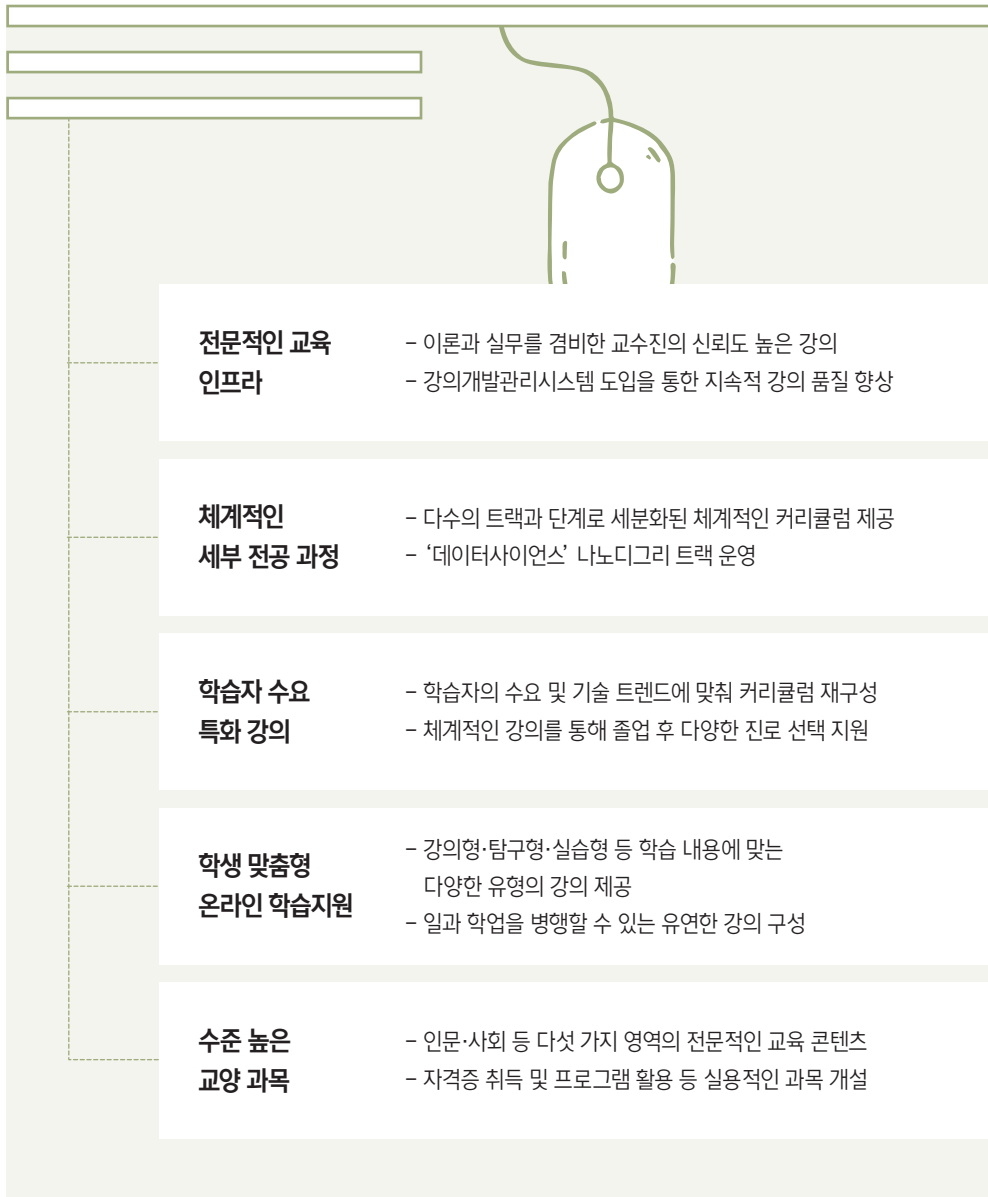 전문적인 교육
인프라
– 이론과 실무를 겸비한 교수진의 신뢰도 높은 강의
– 강의개발관리시스템 도입을 통한 지속적 강의 품질 향상
체계적인
세부 전공 과정
– 다수의 트랙과 단계로 세분화된 체계적인 커리큘럼 제공
– ‘데이터사이언스’ 나노디그리 트랙 운영
학습자 수요
특화 강의
– 학습자의 수요 및 기술 트렌드에 맞춰 커리큘럼 재구성
– 체계적인 강의를 통해 졸업 후 다양한 진로 선택 지원
학생 맞춤형
온라인 학습지원
– 강의형·탐구형·실습형 등 학습 내용에 맞는
다양한 유형의 강의 제공
– 일과 학업을 병행할 수 있는 유연한 강의 구성
수준 높은
교양 과목
– 인문·사회 등 다섯 가지 영역의 전문적인 교육 콘텐츠
– 자격증 취득 및 프로그램 활용 등 실용적인 과목 개설